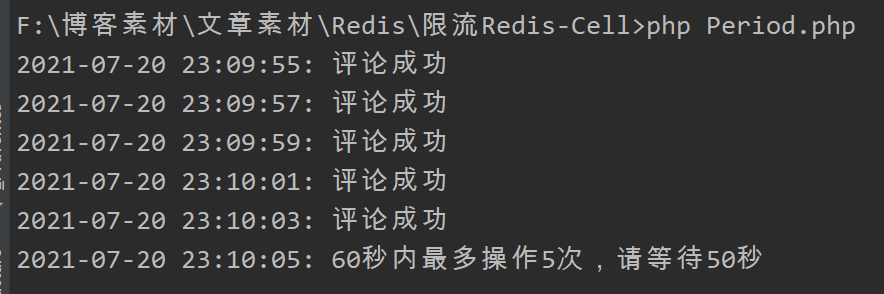 F:\博客素材\文章素材\Redis\限流Redis-Cell>php Period.php
2021-07-20 23:09:55: 评论成功
2021-07-20 23:09:57: 评论成功
2021-07-20 23:09:59: 评论成功
2021-07-20 23:10:01: 评论成功
2021-07-20 23:10:03: 评论成功
2021-07-20 23:10:05: 60秒内最多操作5次，请等待50秒